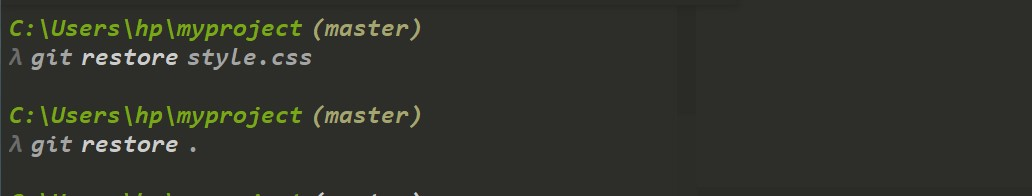 C:\Users\hp\myproject (master)
λ git restore style.css
C:\Users\hp\myproject (master)
λ git restore .